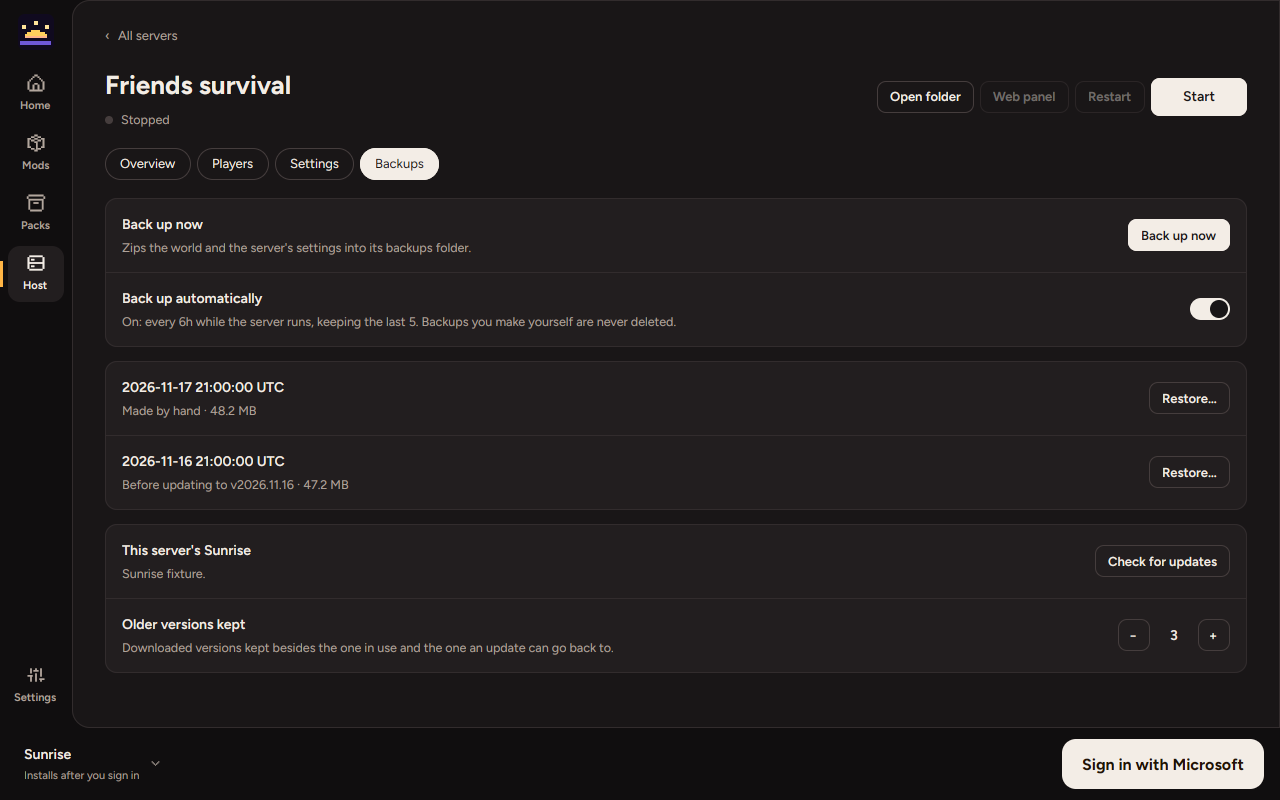 ‹ All servers
Friends survival
Stopped
Open folder
Web panel
Restart
Start
Home
Mods
Packs
Host
Settings
Overview
Players
Settings
Backups
Back up now
Zips the world and the server's settings into its backups folder.
Back up now
Back up automatically
On: every 6h while the server runs, keeping the last 5. Backups you make yourself are never deleted.
2026-11-17 21:00:00 UTC
Made by hand · 48.2 MB
Restore...
2026-11-16 21:00:00 UTC
Before updating to v2026.11.16 · 47.2 MB
Restore...
This server's Sunrise
Sunrise fixture.
Check for updates
Older versions kept
Downloaded versions kept besides the one in use and the one an update can go back to.
- 3 +
Sunrise
Installs after you sign in
Sign in with Microsoft